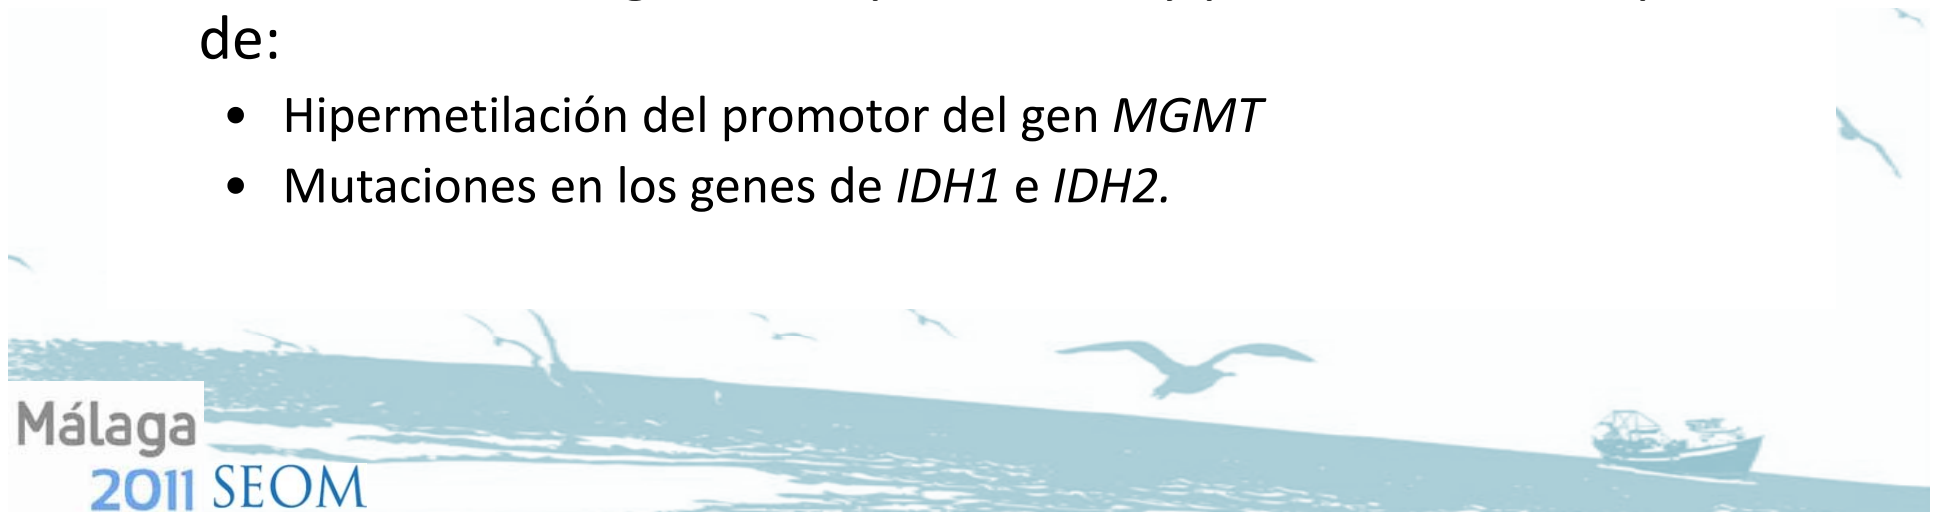 de:
• Hipermetilación del promotor del gen MGMT
• Mutaciones en los genes de IDH1 e IDH2.
Málaga
2011 SEOM